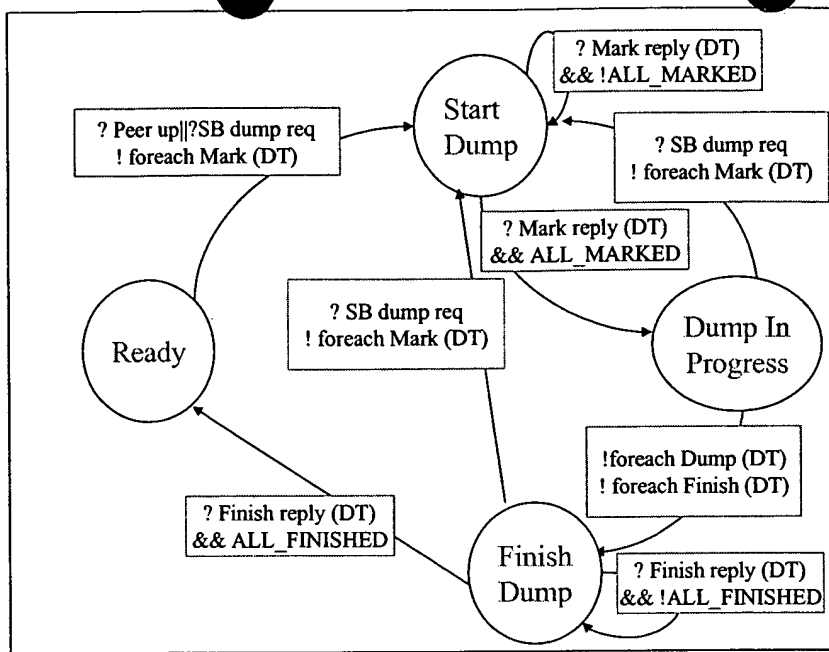 ? Mark reply (DT)
&& !ALL_MARKED
Start
Dump
? Peer up||?SB dump req
! foreach Mark (DT)
? SB dump req
! foreach Mark (DT)
? Mark reply (DT)
&& ALL_MARKED
? SB dump req
! foreach Mark (DT)
Ready
Dump In
Progress
!foreach Dump (DT)
! foreach Finish (DT)
? Finish reply (DT)
&& ALL_FINISHED
Finish
Dump
? Finish reply (DT)
&& !ALL_FINISHED